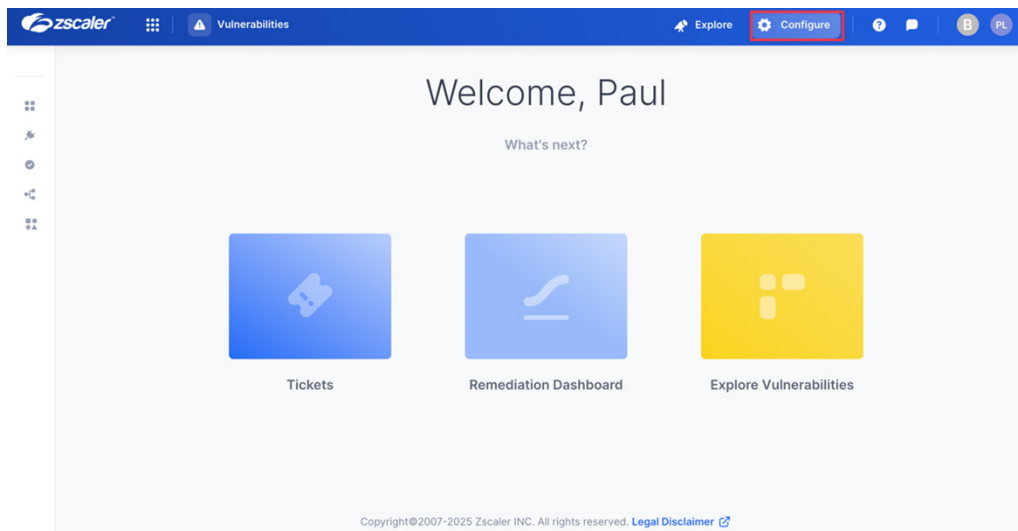 zscaler
Vulnerabilities
Explore
Configure
?
B
PL
Welcome, Paul
What's next?
Tickets
Remediation Dashboard
Explore Vulnerabilities
Copyright©2007-2025 Zscaler INC. All rights reserved. Legal Disclaimer